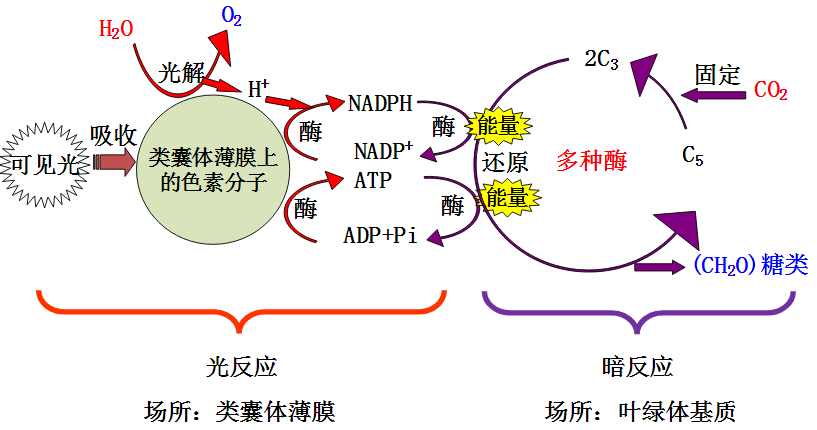 H₂O
O₂
光解
H⁺
吸收
可见光
类囊体薄膜上
的色素分子
酶
NADPH
NADP⁺
酶
能量
酶
ATP
ADP+Pi
酶
能量
还原
多种酶
2C₃
固定
CO₂
C₅
(CH₂O)糖类
光反应
场所：类囊体薄膜
暗反应
场所：叶绿体基质